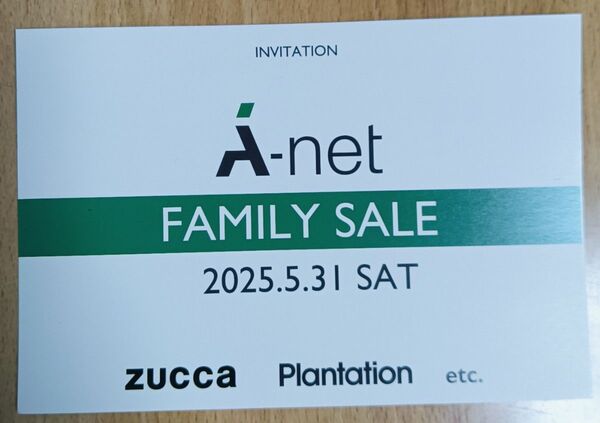 INVITATION
A-net
FAMILY SALE
2025.5.31 SAT
zucca Plantation etc.